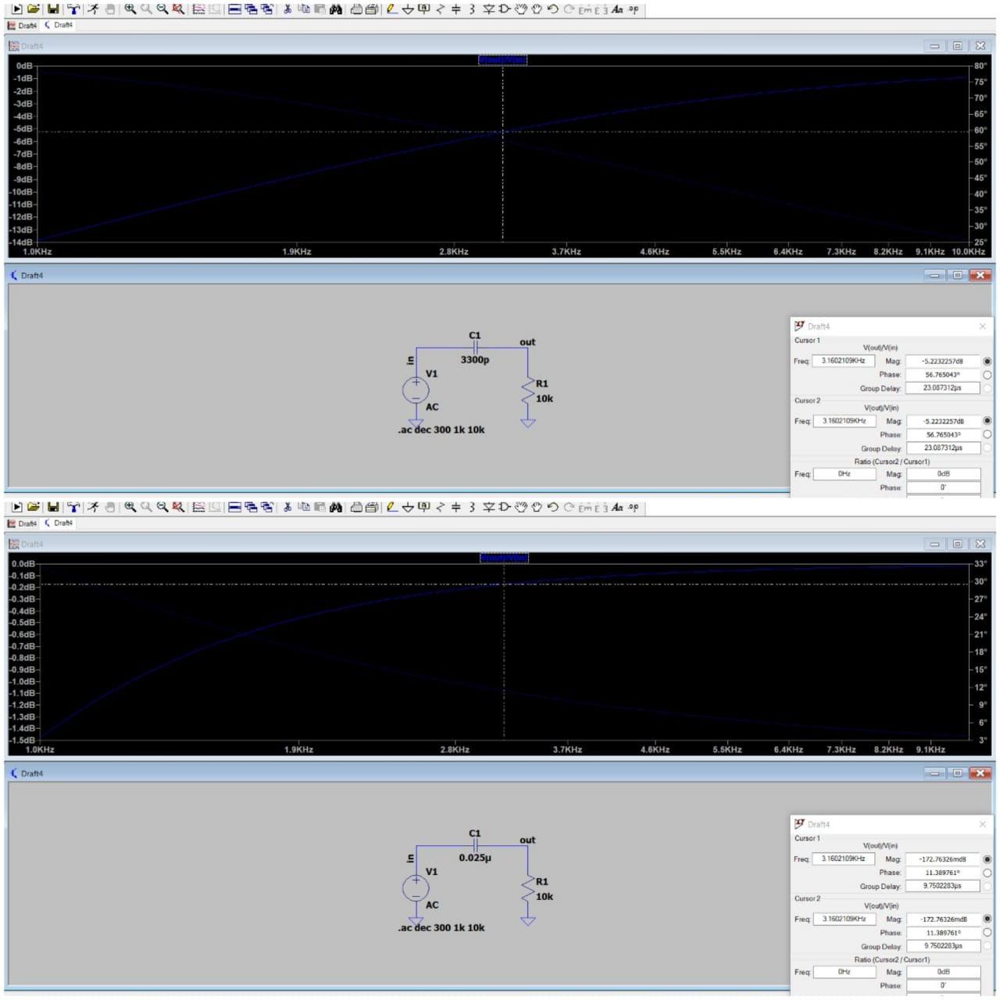 Draft4 Draft4
Draft4
V(out)/V(in)
0dB
-1dB
-2dB
-3dB
-4dB
-5dB
-6dB
-7dB
-8dB
-9dB
-10dB
-11dB
-12dB
-13dB
-14dB
80°
75°
70°
65°
60°
55°
50°
45°
40°
35°
30°
25°
1.0KHz 1.9KHz 2.8KHz 3.7KHz 4.6KHz 5.5KHz 6.4KHz 7.3KHz 8.2KHz 9.1KHz 10.0KHz
Draft4
C1
3300p
in
out
V1
AC
R1
10k
.ac dec 300 1k 10k
Draft4
Cursor 1
V(out)/V(in)
Freq: 3.1602109KHz Mag: -5.2232257dB
Phase: 56.765043°
Group Delay: 23.087312µs
Cursor 2
V(out)/V(in)
Freq: 3.1602109KHz Mag: -5.2232257dB
Phase: 56.765043°
Group Delay: 23.087312µs
Ratio (Cursor2 / Cursor1)
Freq: 0Hz Mag: 0dB
Phase: 0°
Draft4 Draft4
Draft4
V(out)/V(in)
0.0dB
-0.1dB
-0.2dB
-0.3dB
-0.4dB
-0.5dB
-0.6dB
-0.7dB
-0.8dB
-0.9dB
-1.0dB
-1.1dB
-1.2dB
-1.3dB
-1.4dB
-1.5dB
33°
30°
27°
24°
21°
18°
15°
12°
9°
6°
3°
1.0KHz 1.9KHz 2.8KHz 3.7KHz 4.6KHz 5.5KHz 6.4KHz 7.3KHz 8.2KHz 9.1KHz
Draft4
C1
0.025µ
in
out
V1
AC
R1
10k
.ac dec 300 1k 10k
Draft4
Cursor 1
V(out)/V(in)
Freq: 3.1602109KHz Mag: -172.76326mdB
Phase: 11.389761°
Group Delay: 9.7502283µs
Cursor 2
V(out)/V(in)
Freq: 3.1602109KHz Mag: -172.76326mdB
Phase: 11.389761°
Group Delay: 9.7502283µs
Ratio (Cursor2 / Cursor1)
Freq: 0Hz Mag: 0dB
Phase: 0°